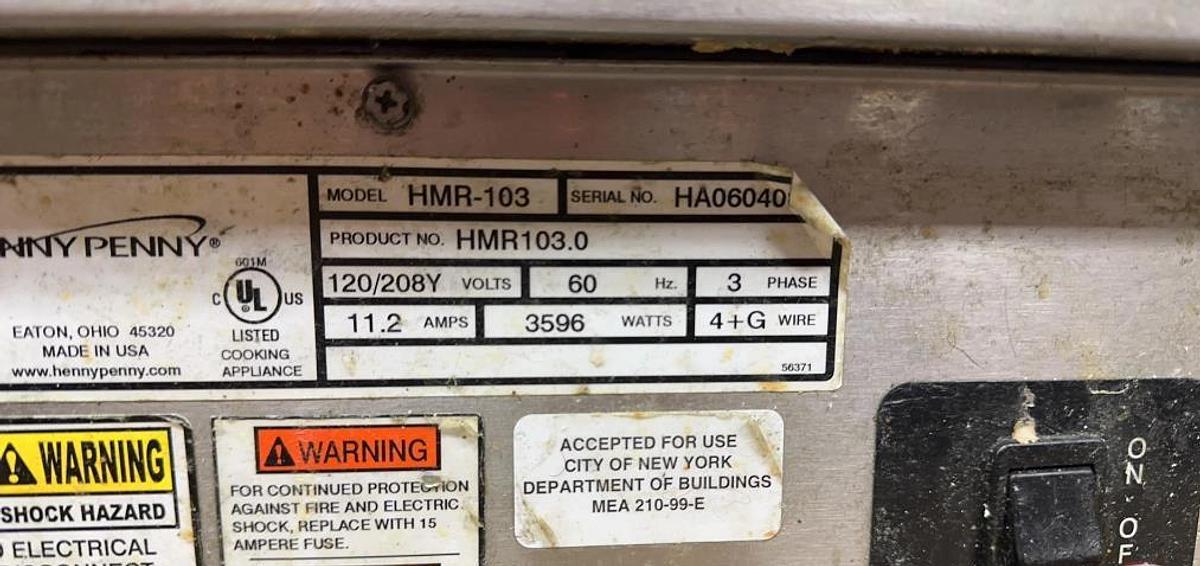 MODEL HMR-103 SERIAL NO. HA06040
PRODUCT NO. HMR103.0
120/208Y VOLTS 60 Hz. 3 PHASE
11.2 AMPS 3596 WATTS 4+G WIRE
56371
NNY PENNY®
601M
C UL US
®
LISTED
COOKING
APPLIANCE
EATON, OHIO 45320
MADE IN USA
www.hennypenny.com
WARNING
SHOCK HAZARD
ELECTRICAL
WARNING
FOR CONTINUED PROTECTION
AGAINST FIRE AND ELECTRIC
SHOCK, REPLACE WITH 15
AMPERE FUSE.
ACCEPTED FOR USE
CITY OF NEW YORK
DEPARTMENT OF BUILDINGS
MEA 210-99-E
ON
OF